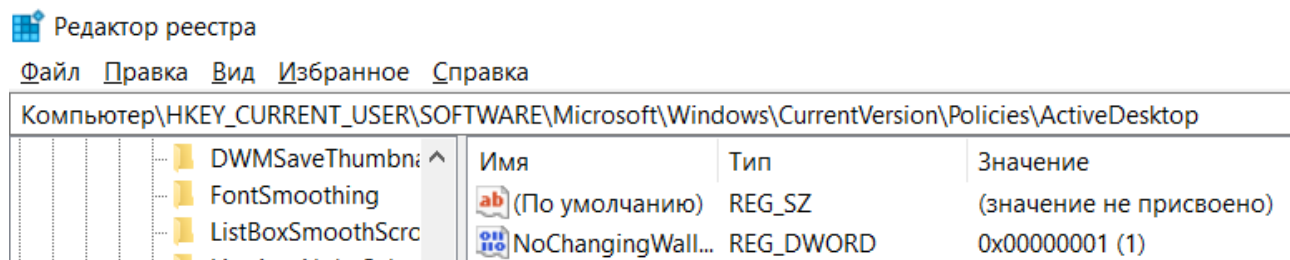 Редактор реестра
Файл Правка Вид Избранное Справка
Компьютер\HKEY_CURRENT_USER\SOFTWARE\Microsoft\Windows\CurrentVersion\Policies\ActiveDesktop
DWMSaveThumbna
FontSmoothing
ListBoxSmoothScro
Имя Тип Значение
(По умолчанию) REG_SZ (значение не присвоено)
NoChangingWall... REG_DWORD 0x00000001 (1)